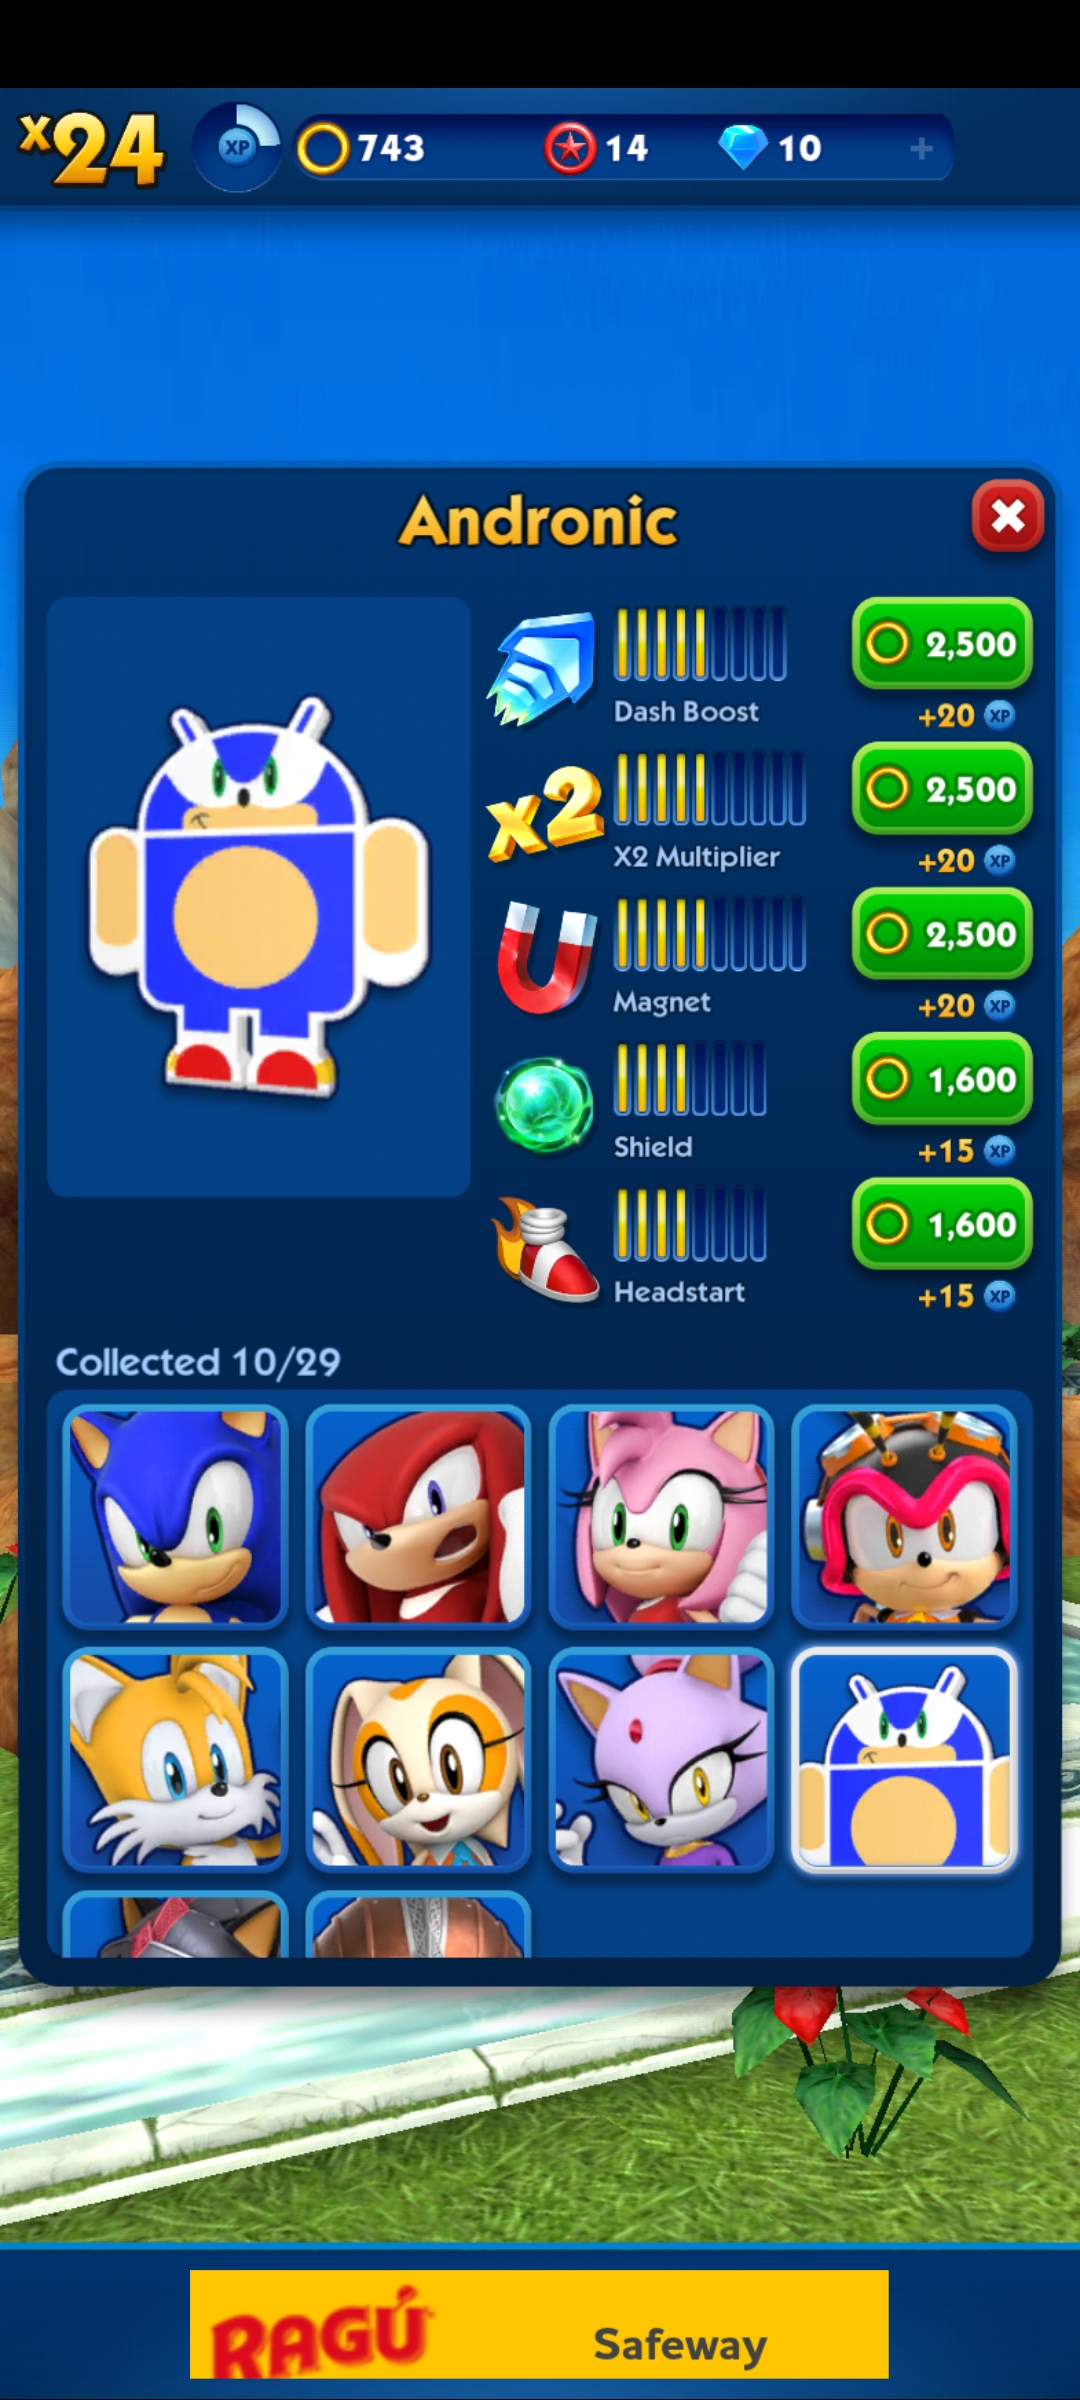 x24
XP
743
14
10
+
Andronic
2,500
Dash Boost
+20 XP
x2
2,500
X2 Multiplier
+20 XP
2,500
Magnet
+20 XP
1,600
Shield
+15 XP
1,600
Headstart
+15 XP
Collected 10/29
RAGÚ
Safeway